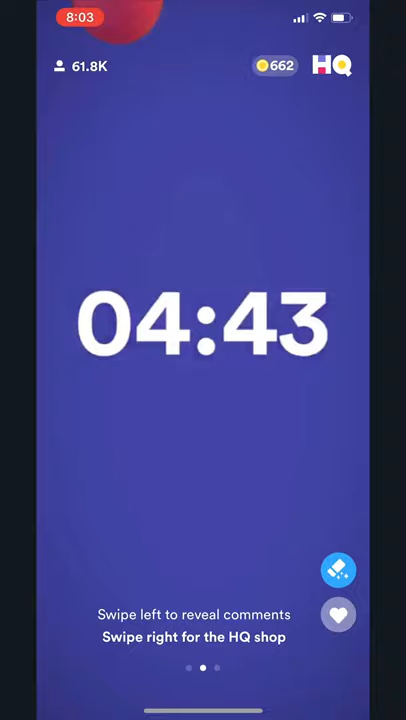 8:03
61.8K
662
HQ
04:43
Swipe left to reveal comments
Swipe right for the HQ shop